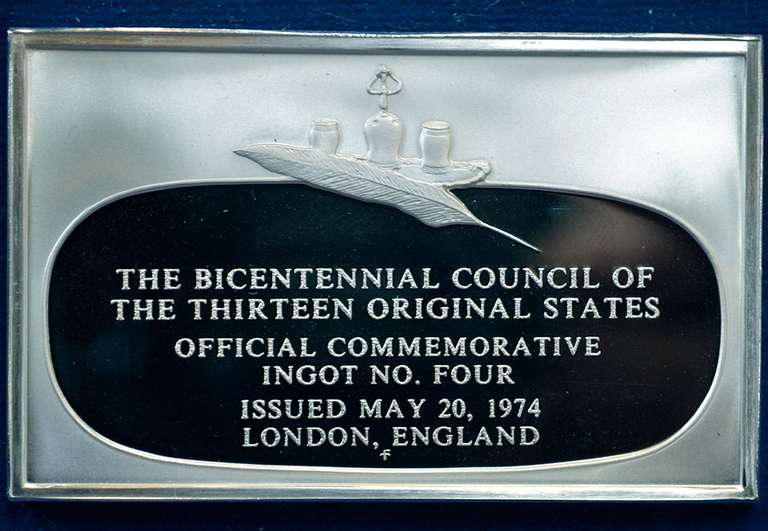 THE BICENTENNIAL COUNCIL OF
THE THIRTEEN ORIGINAL STATES
OFFICIAL COMMEMORATIVE
INGOT NO. FOUR
ISSUED MAY 20, 1974
LONDON, ENGLAND